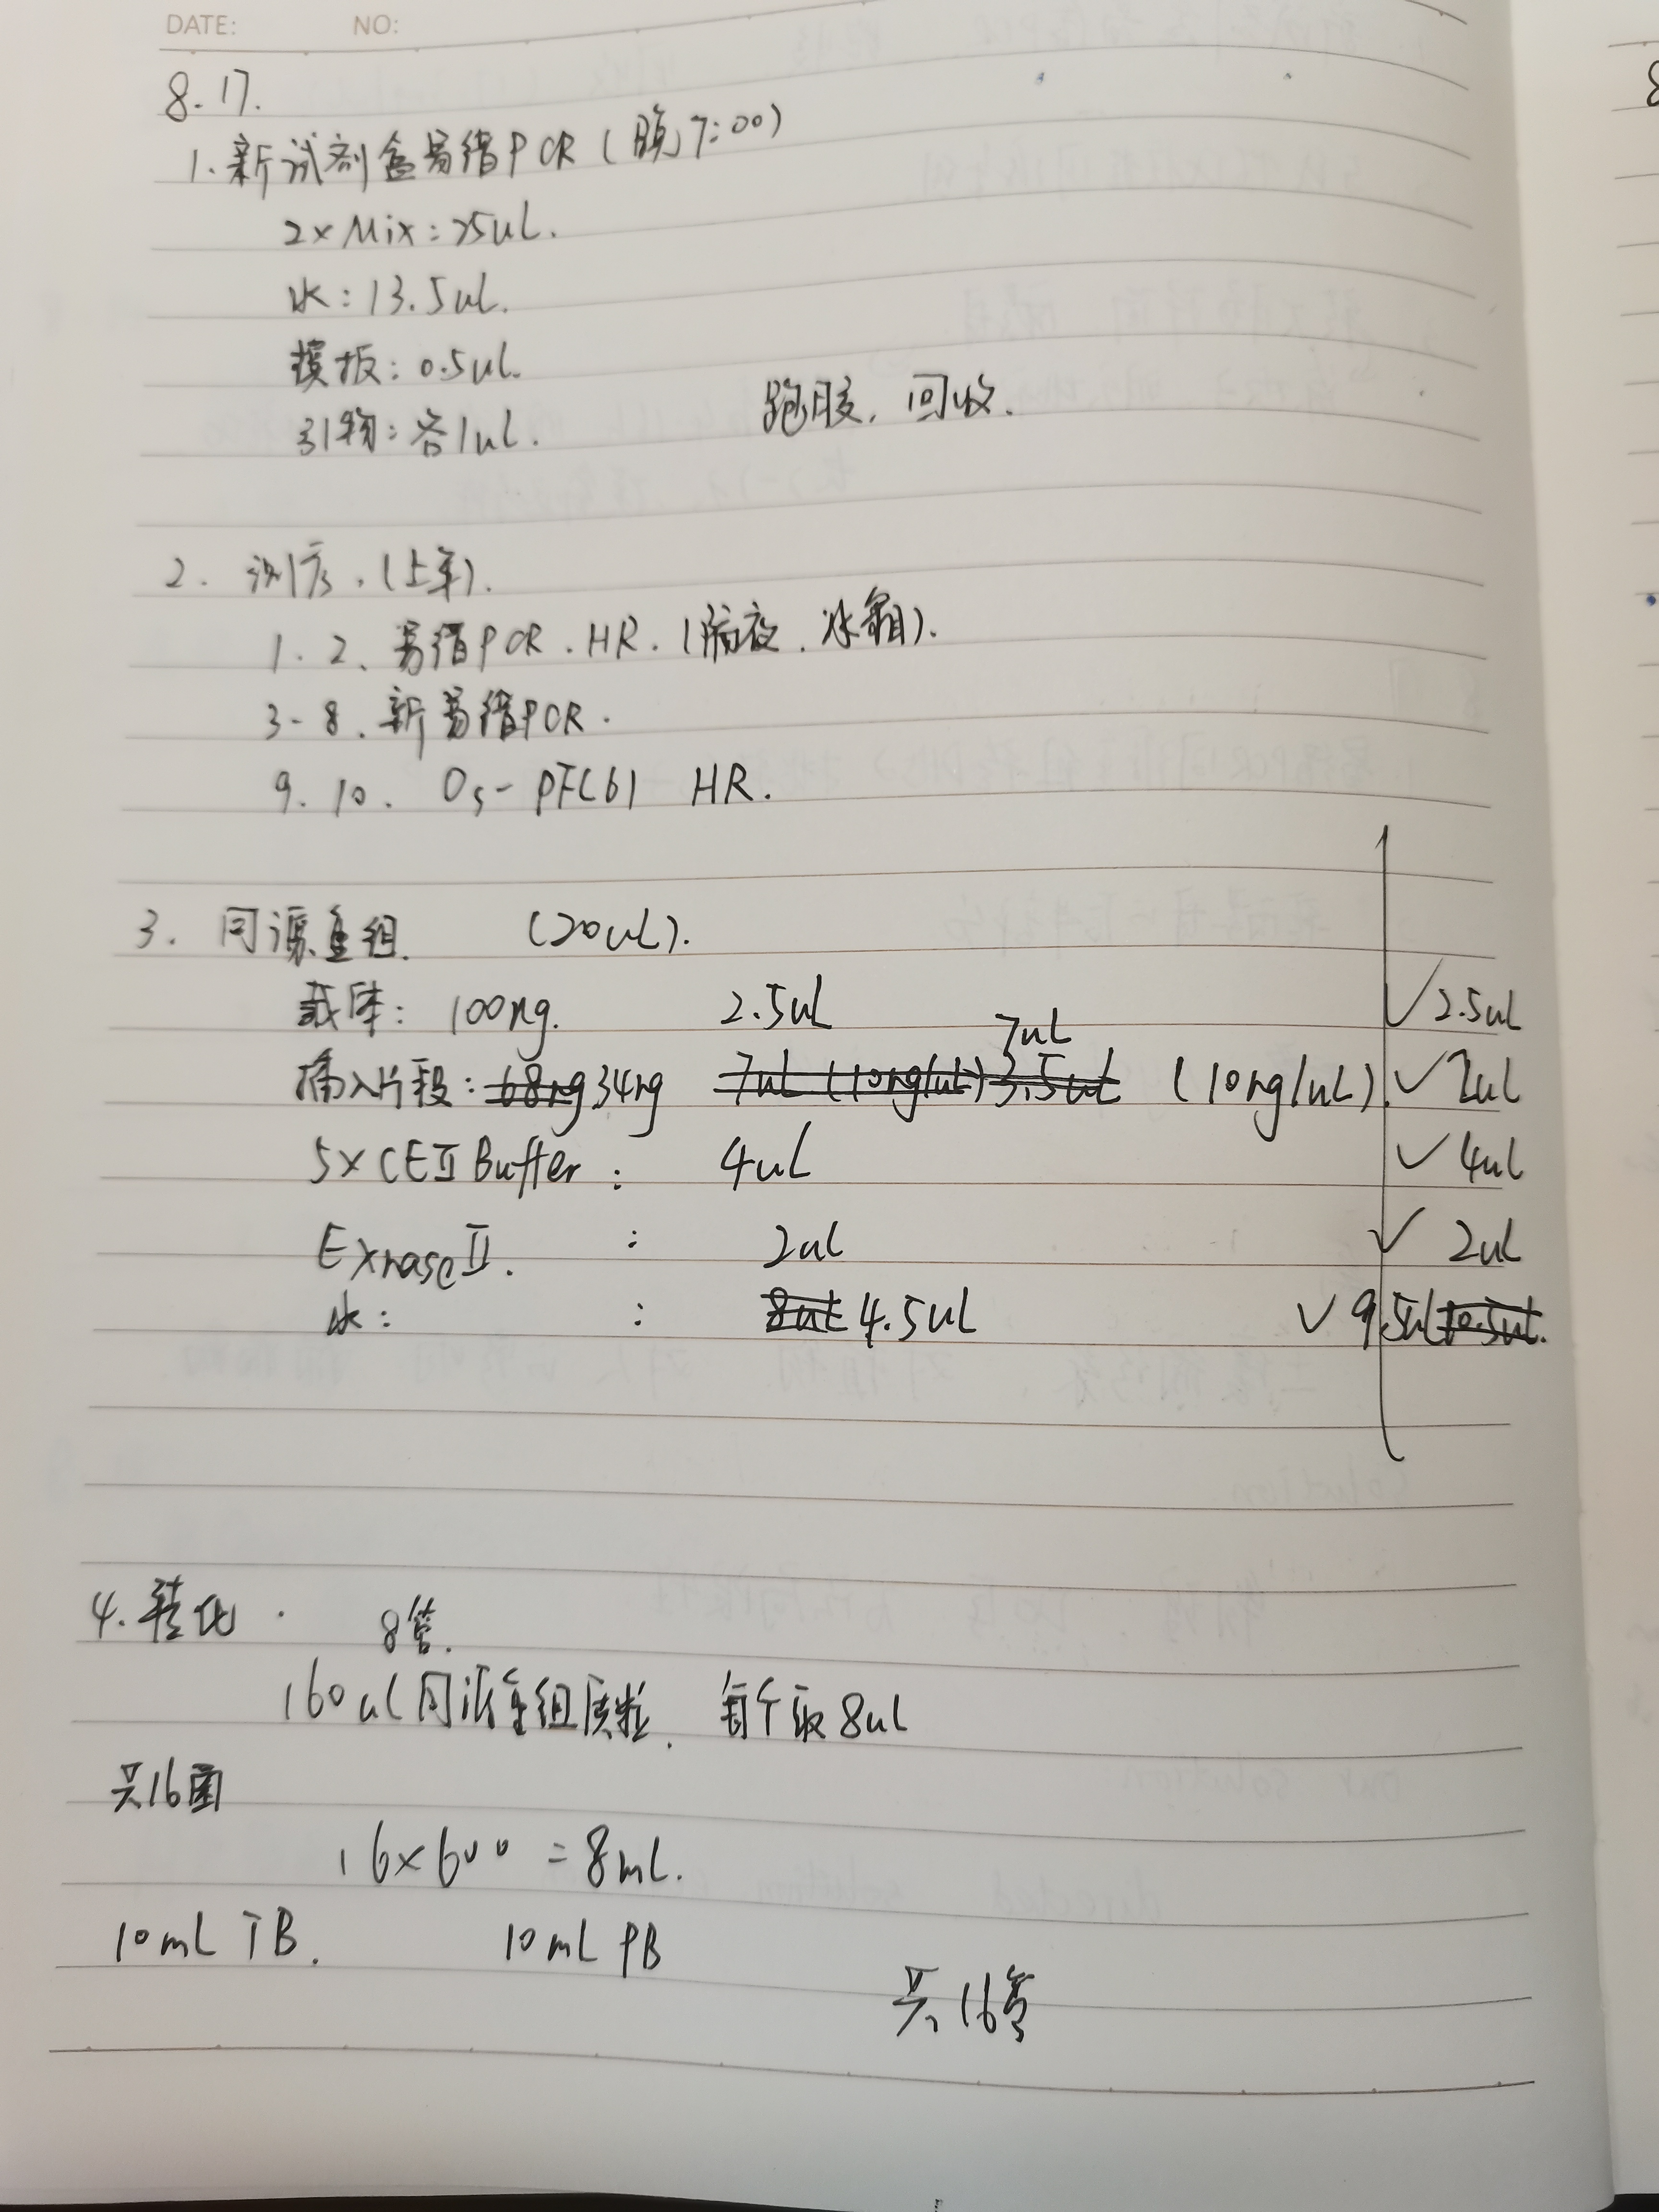 DATE: NO:
8.17.
1.新试剂盒易错PCR(晚7:00)
2×Mix:25uL.
水:13.5uL.
模板:0.5uL.
引物:各1uL. 跑胶,回收.
2. 测序.(上午).
1.2、易错PCR.HR.(隔夜.冰箱).
3-8.新易错PCR.
9.10. Os-PFC61 HR.
3. 同源重组. (20uL).
载体: 100ng. 2.5uL ✓2.5uL
7uL
插入片段:68ng 34ng 7uL(10ng/uL) 3.5uL (10ng/uL). ✓2uL
5×CEⅡBuffer: 4uL ✓4uL
ExnaseⅡ. : 2uL ✓ 2uL
水: : 8uL 4.5uL ✓9.5uL 10.5uL.
4.转化. 8管.
160uL同源重组质粒. 每个取8uL
共16菌
16×600 =8mL.
10mL TB. 10mL PB
共16管